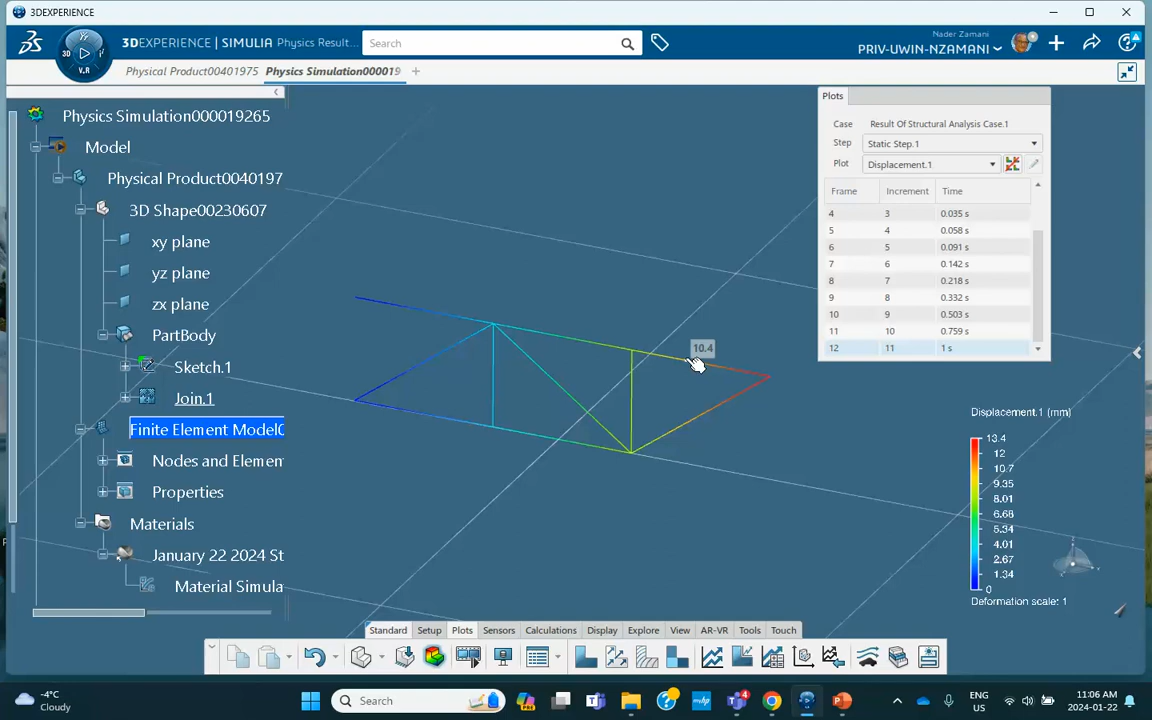 3DEXPERIENCE
3DEXPERIENCE | SIMULIA Physics Result...
Search
Nader Zamani
PRIV-UWIN-NZAMANI
3D
V.R
Physical Product00401975
Physics Simulation000019
Physics Simulation000019265
Model
Physical Product0040197
3D Shape00230607
xy plane
yz plane
zx plane
PartBody
Sketch.1
Join.1
Finite Element Model
Nodes and Elemen
Properties
Materials
January 22 2024 St
Material Simula
10.4
Plots
Case Result Of Structural Analysis Case.1
Step Static Step.1
Plot Displacement.1
Frame Increment Time
4 3 0.035 s
5 4 0.058 s
6 5 0.091 s
7 6 0.142 s
8 7 0.218 s
9 8 0.332 s
10 9 0.503 s
11 10 0.759 s
12 11 1 s
Displacement.1 (mm)
13.4
12
10.7
9.35
8.01
6.68
5.34
4.01
2.67
1.34
0
Deformation scale: 1
Standard Setup Plots Sensors Calculations Display Explore View AR-VR Tools Touch
-4°C
Cloudy
Search
4
ENG
US
11:06 AM
2024-01-22